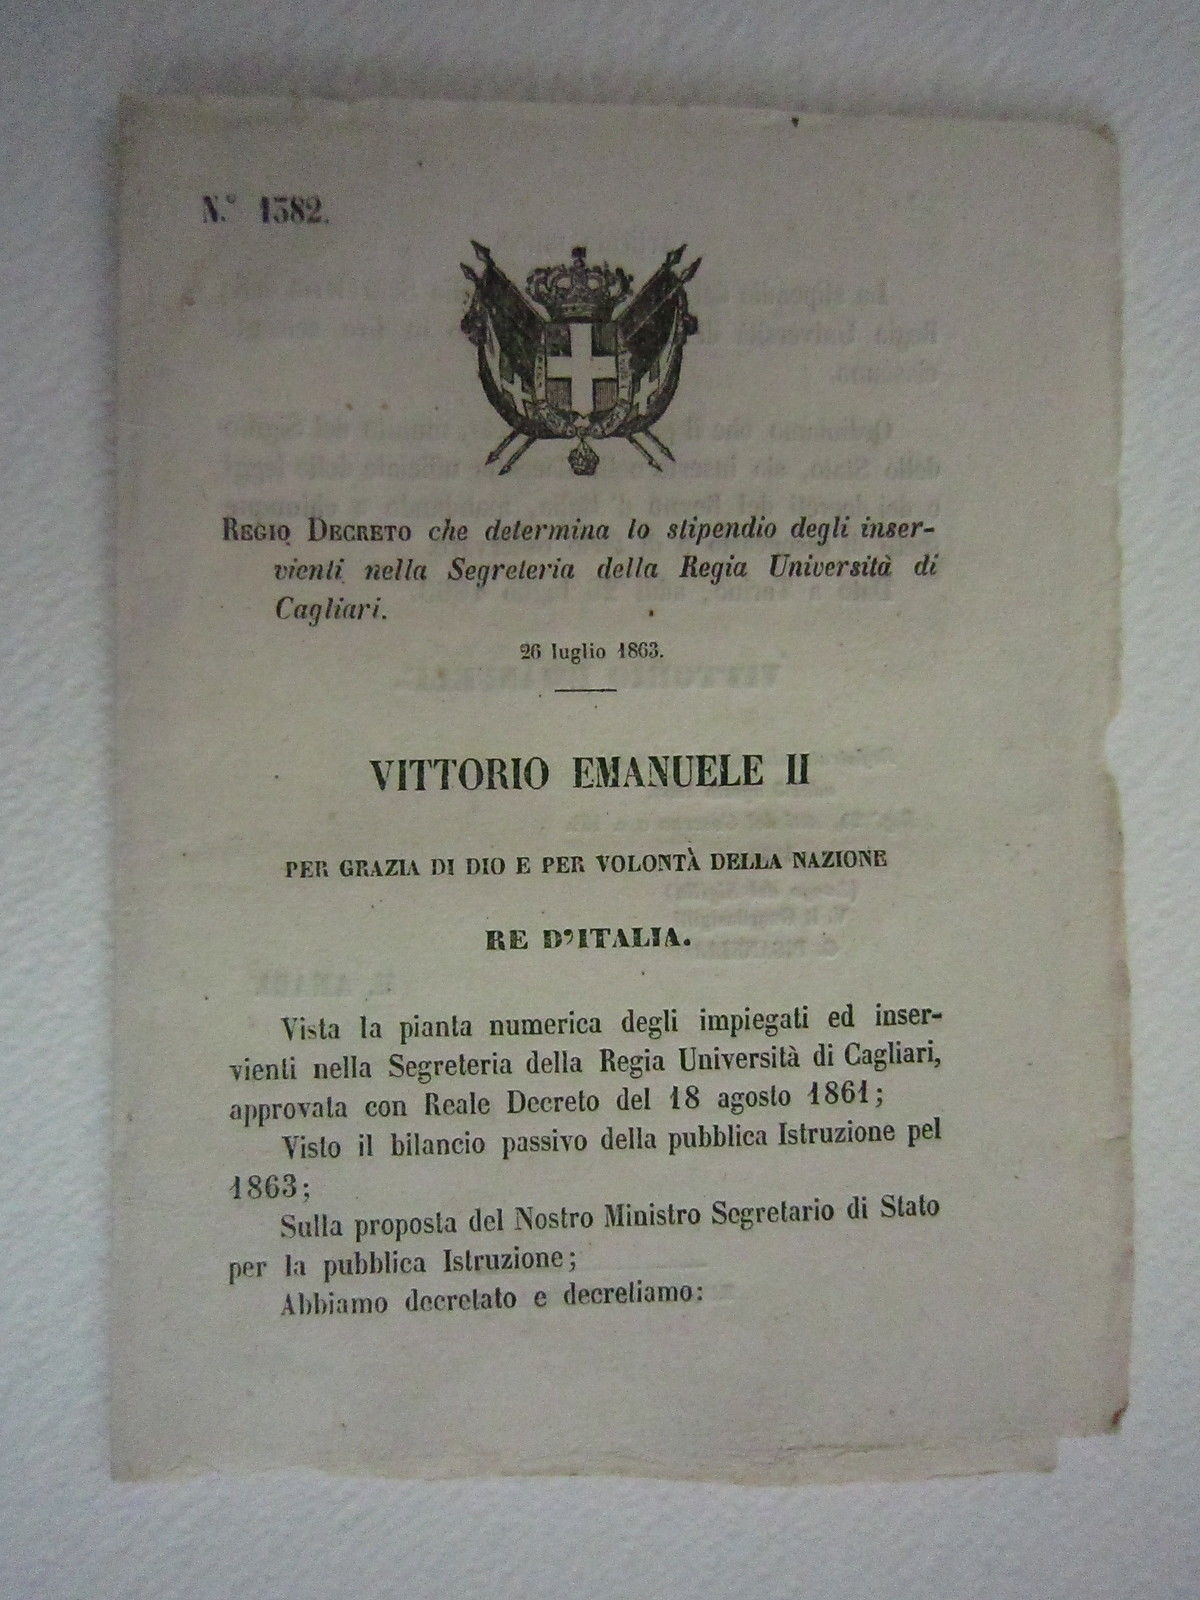 N.° 1382.
REGIO DECRETO che determina lo stipendio degli inser-
vienti nella Segreteria della Regia Università di
Cagliari.
26 luglio 1863.
VITTORIO EMANUELE II
PER GRAZIA DI DIO E PER VOLONTÀ DELLA NAZIONE
RE D'ITALIA.
Vista la pianta numerica degli impiegati ed inser-
vienti nella Segreteria della Regia Università di Cagliari,
approvata con Reale Decreto del 18 agosto 1861;
Visto il bilancio passivo della pubblica Istruzione pel
1863;
Sulla proposta del Nostro Ministro Segretario di Stato
per la pubblica Istruzione;
Abbiamo decretato e decretiamo: